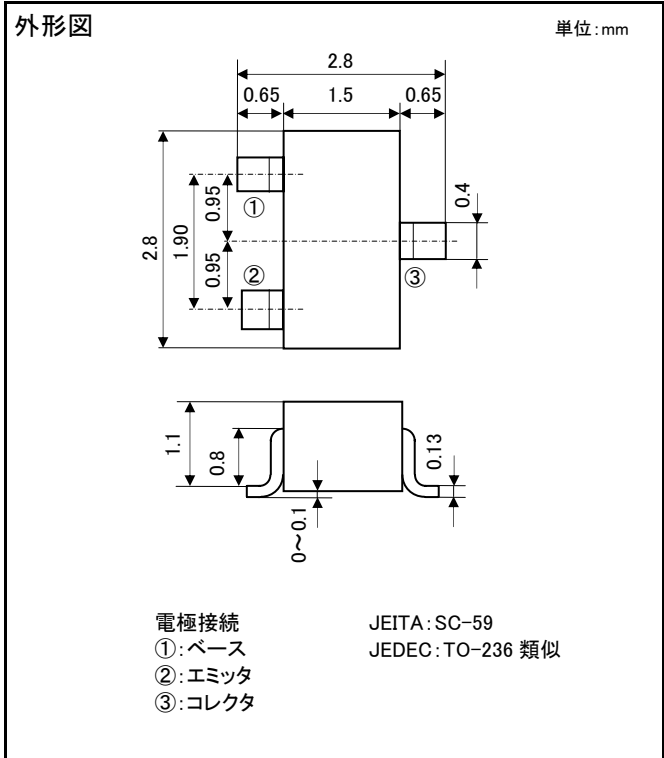 外形図
単位:mm
2.8
0.65 1.5 0.65
2.8
1.90
0.95
0.95
①
②
③
0.4
1.1
0.8
0~0.1
0.13
電極接続
①:ベース
②:エミッタ
③:コレクタ
JEITA:SC-59
JEDEC:TO-236 類似